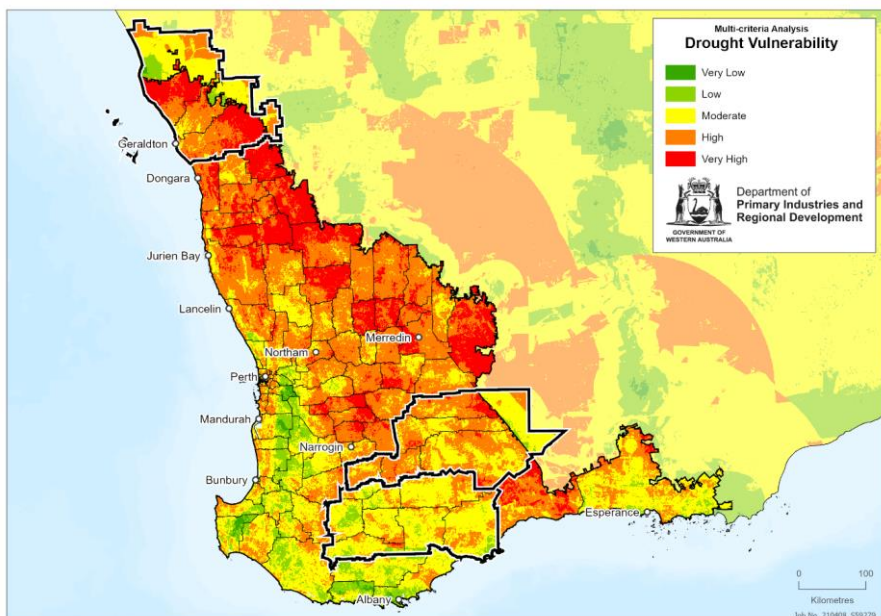 Multi-criteria Analysis
Drought Vulnerability
Very Low
Low
Moderate
High
Very High
Department of
Primary Industries and
Regional Development
GOVERNMENT OF
WESTERN AUSTRALIA
Geraldton
Dongara
Jurien Bay
Lancelin
Merredin
Northam
Perth
Mandurah
Narrogin
Bunbury
Esperance
Albany
0 100
Kilometres